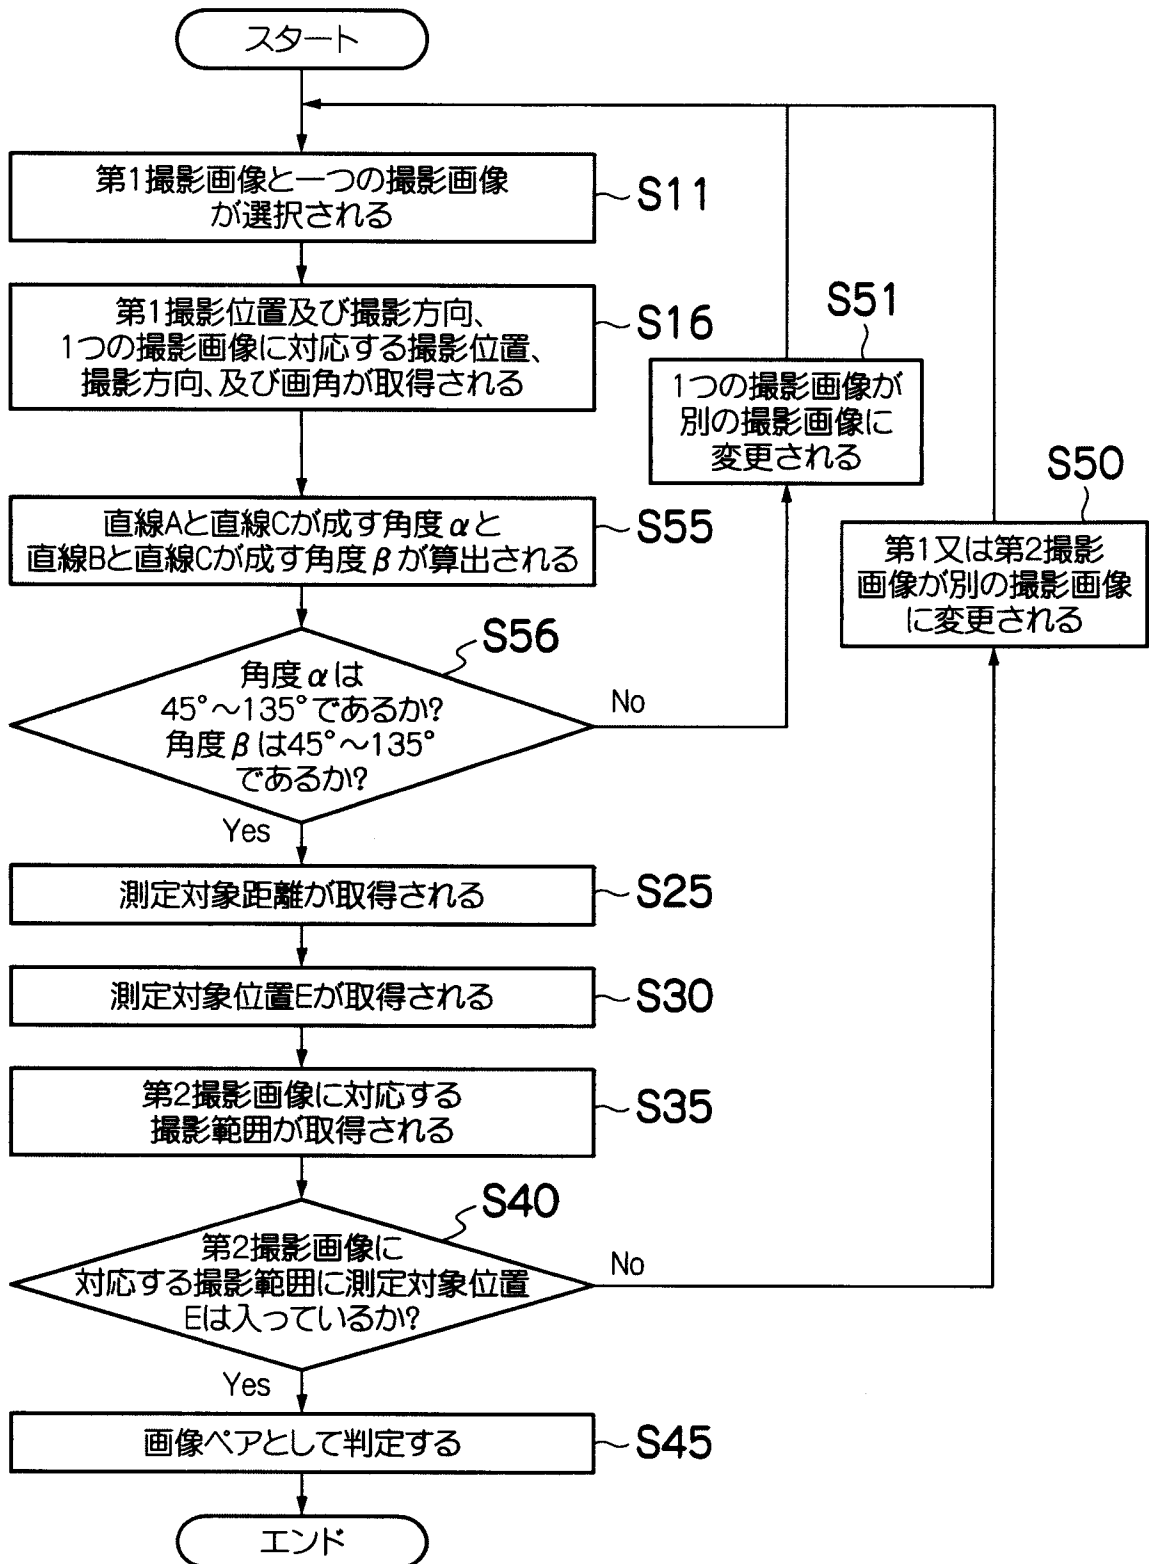 スタート
第1撮影画像と一つの撮影画像
が選択される
S11
第1撮影位置及び撮影方向、
1つの撮影画像に対応する撮影位置、
撮影方向、及び画角が取得される
S16
S51
1つの撮影画像が
別の撮影画像に
変更される
S50
第1又は第2撮影
画像が別の撮影画像
に変更される
直線Aと直線Cが成す角度αと
直線Bと直線Cが成す角度βが算出される
S55
S56
角度αは
45°～135°であるか?
角度βは45°～135°
であるか?
No
Yes
測定対象距離が取得される
S25
測定対象位置Eが取得される
S30
第2撮影画像に対応する
撮影範囲が取得される
S35
S40
第2撮影画像に
対応する撮影範囲に測定対象位置
Eは入っているか?
No
Yes
画像ペアとして判定する
S45
エンド